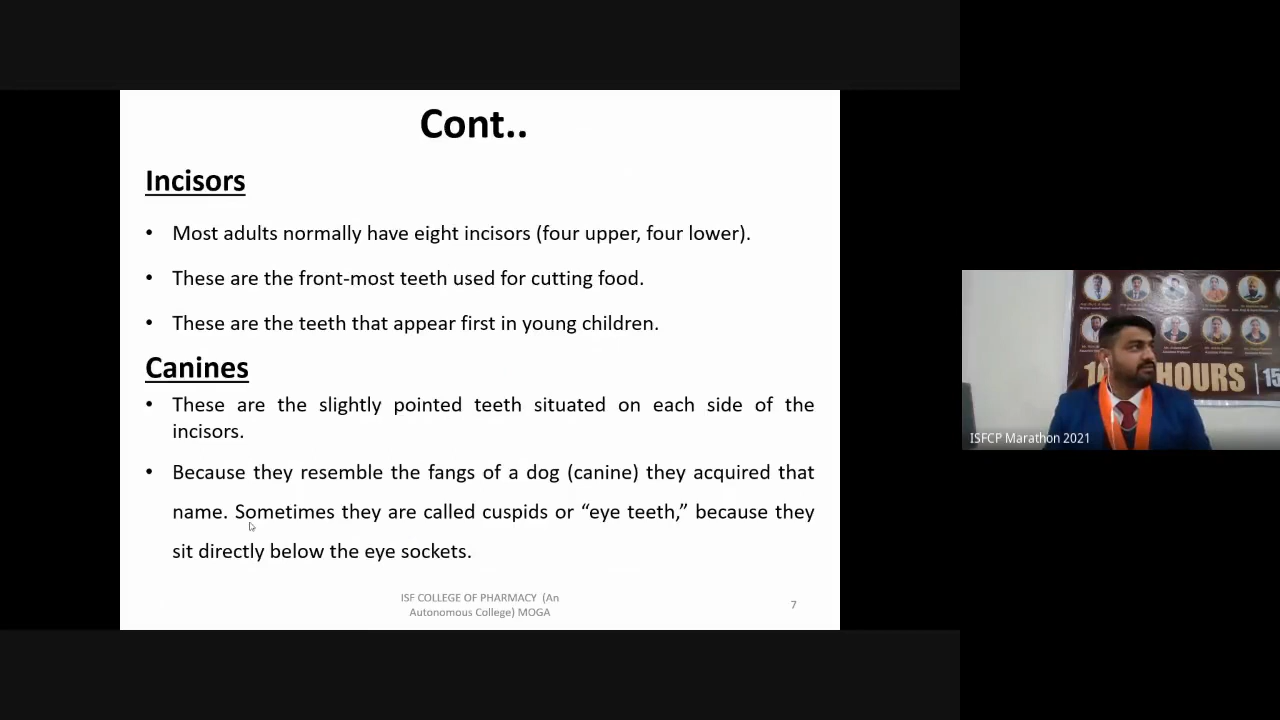 Cont..
Incisors
• Most adults normally have eight incisors (four upper, four lower).
• These are the front-most teeth used for cutting food.
• These are the teeth that appear first in young children.
Canines
• These are the slightly pointed teeth situated on each side of the
incisors.
• Because they resemble the fangs of a dog (canine) they acquired that
name. Sometimes they are called cuspids or “eye teeth,” because they
sit directly below the eye sockets.
ISF COLLEGE OF PHARMACY (An
Autonomous College) MOGA
7
HOURS
15
ISFCP Marathon 2021